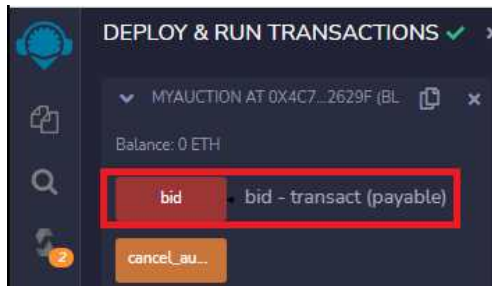 DEPLOY & RUN TRANSACTIONS
MYAUCTION AT 0X4C7...2629F (BL
Balance: 0 ETH
bid bid - transact (payable)
2
cancel_au...